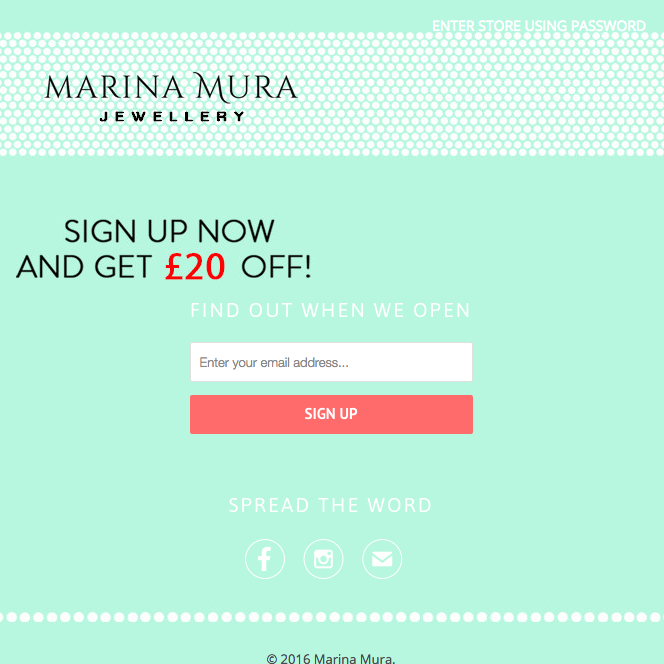 ENTER STORE USING PASSWORD
MARINA MURA
JEWELLERY
SIGN UP NOW
AND GET £20 OFF!
FIND OUT WHEN WE OPEN
Enter your email address...
SIGN UP
SPREAD THE WORD
© 2016 Marina Mura.